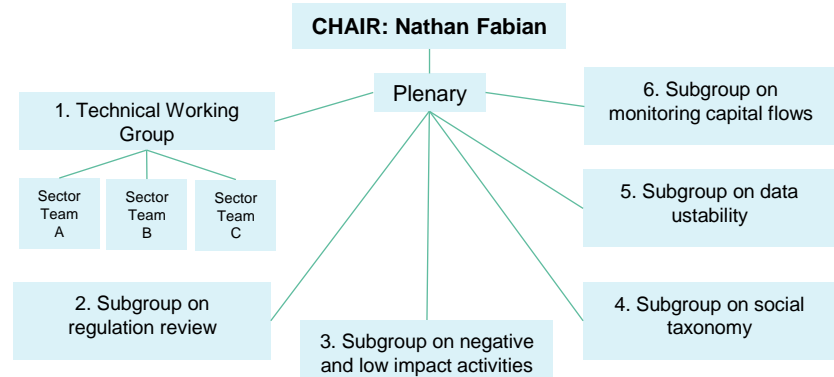 CHAIR: Nathan Fabian
Plenary
1. Technical Working
Group
Sector
Team
A
Sector
Team
B
Sector
Team
C
2. Subgroup on
regulation review
3. Subgroup on negative
and low impact activities
4. Subgroup on social
taxonomy
5. Subgroup on data
ustability
6. Subgroup on
monitoring capital flows